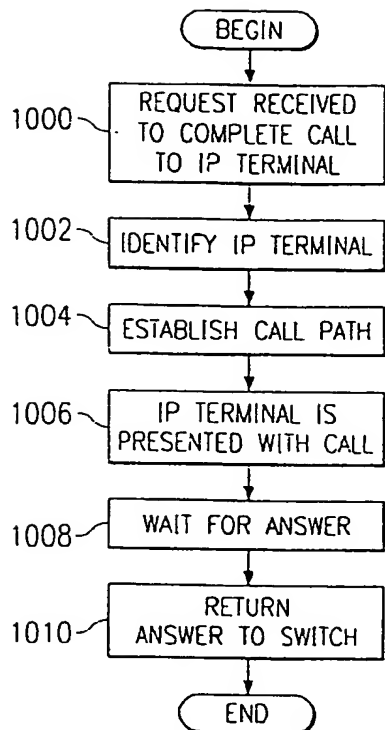 BEGIN
1000
REQUEST RECEIVED
TO COMPLETE CALL
TO IP TERMINAL
1002
IDENTIFY IP TERMINAL
1004
ESTABLISH CALL PATH
1006
IP TERMINAL IS
PRESENTED WITH CALL
1008
WAIT FOR ANSWER
1010
RETURN
ANSWER TO SWITCH
END